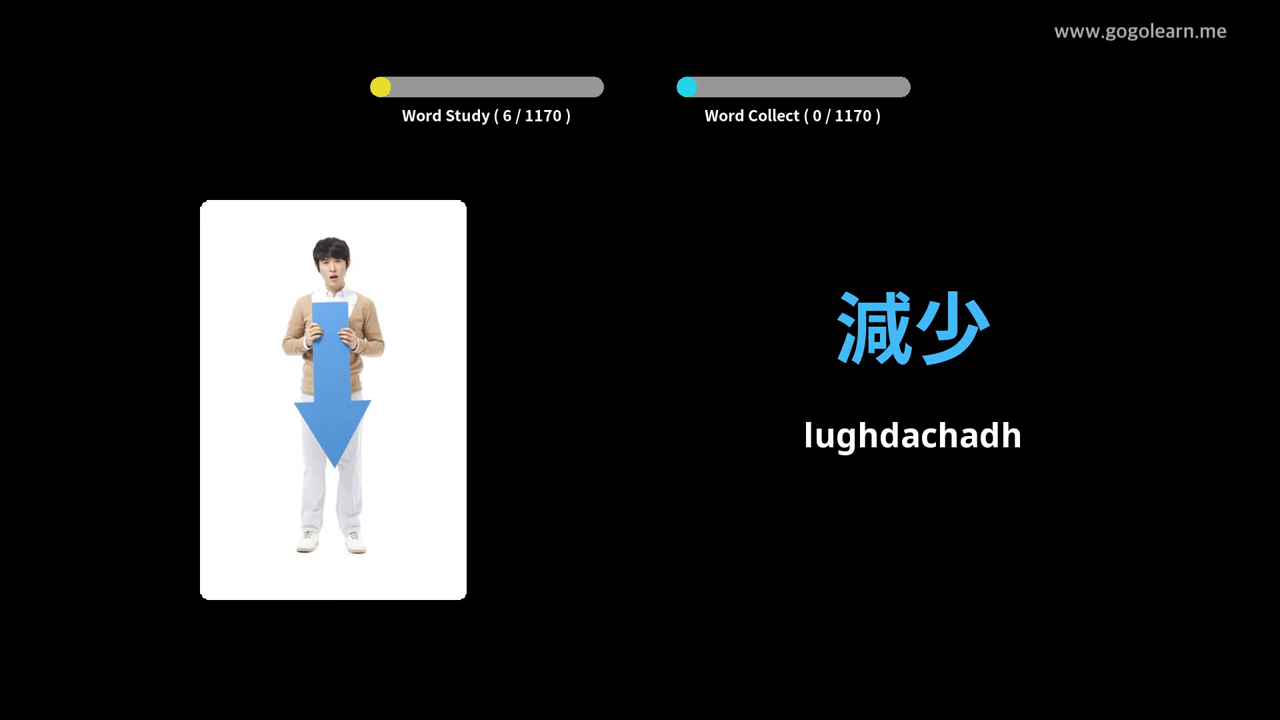 www.gogolearn.me
Word Study ( 6 / 1170 )
Word Collect ( 0 / 1170 )
減少
lughdachadh